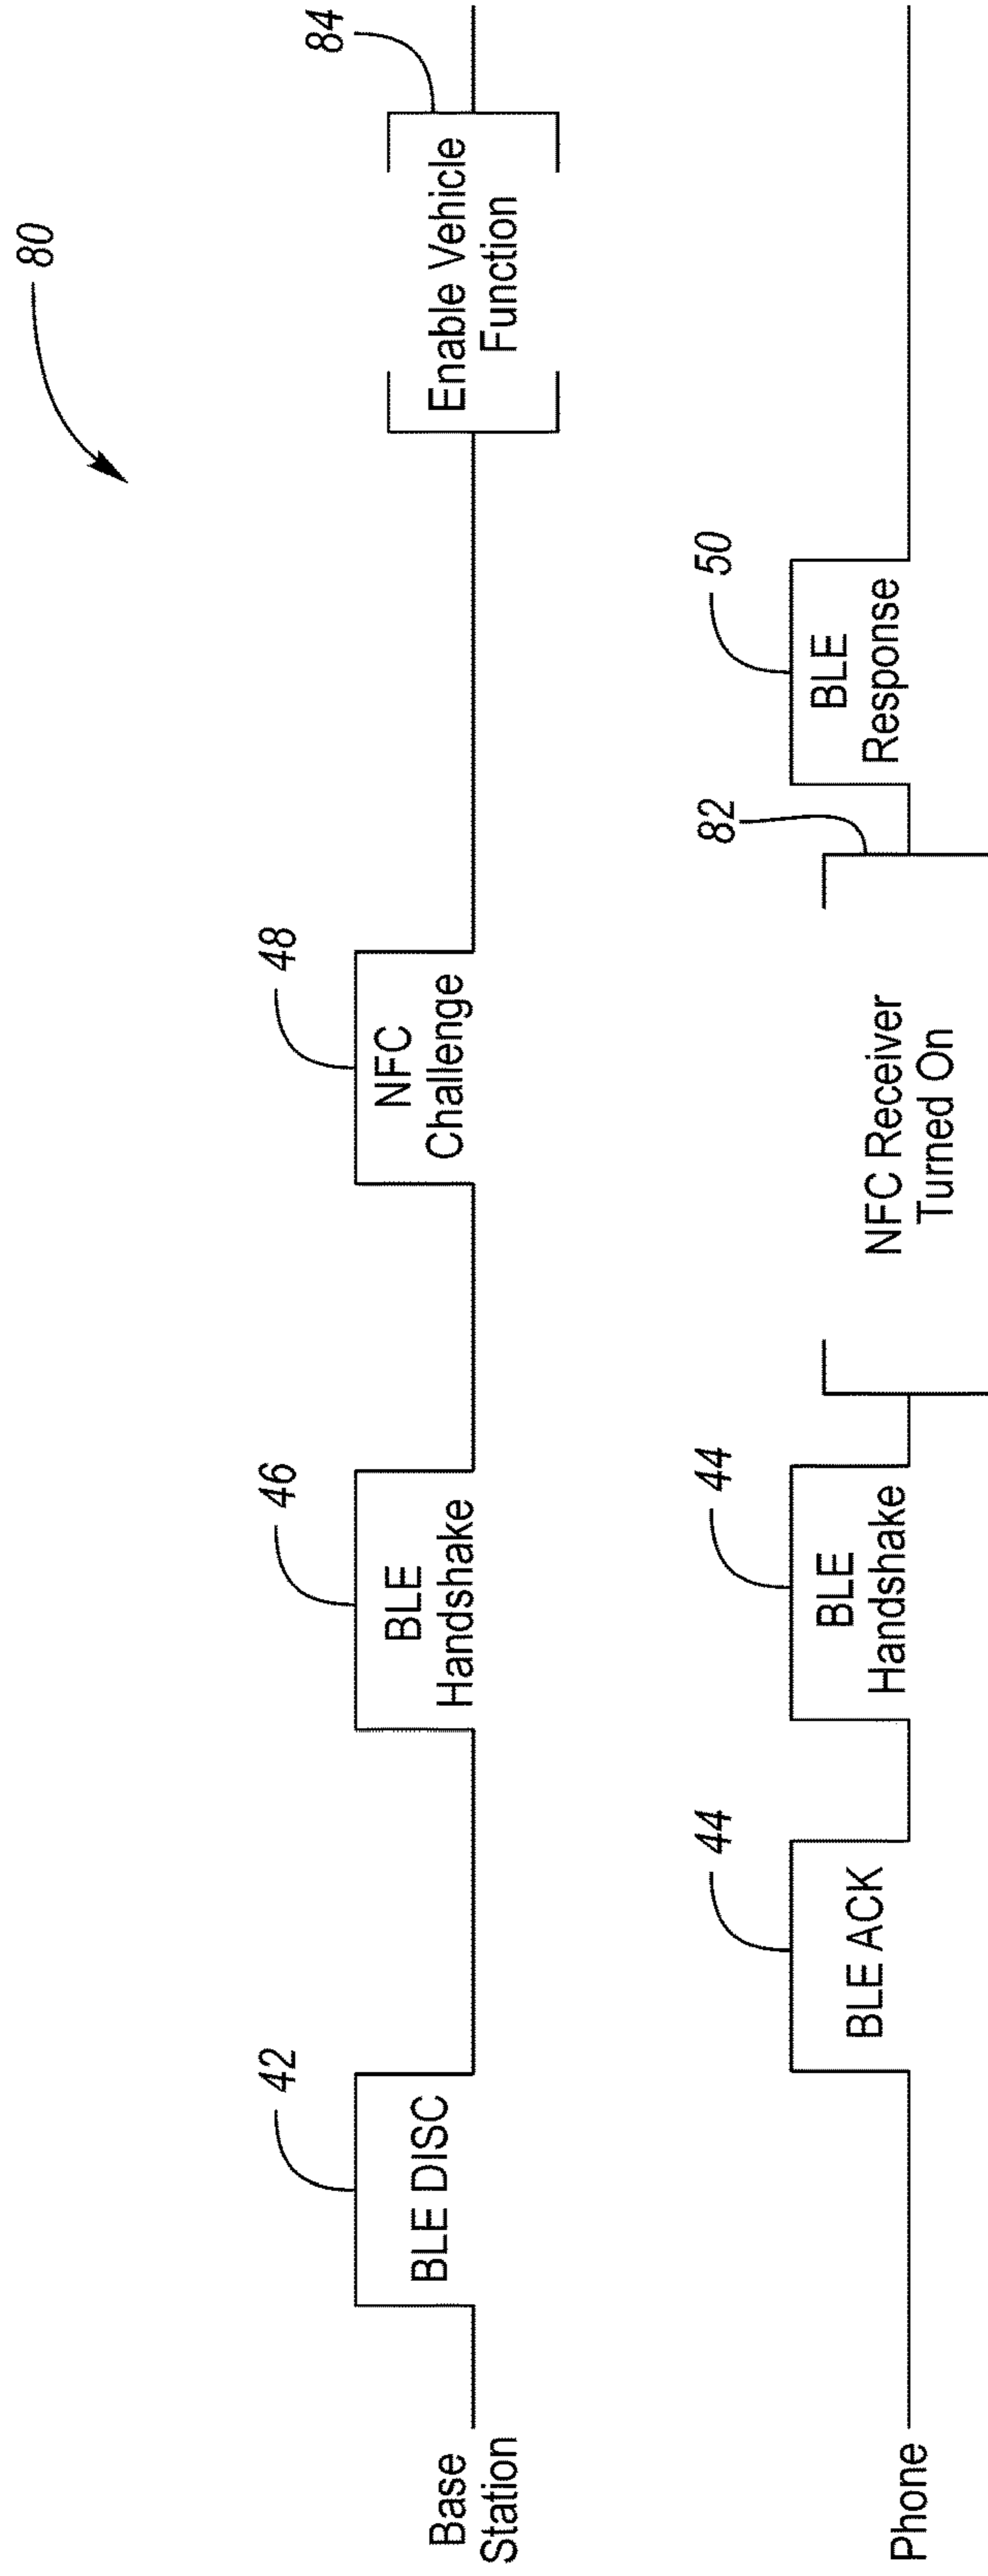 80
Base
Station
42
BLE DISC
46
BLE
Handshake
48
NFC
Challenge
84
Enable Vehicle
Function
Phone
44
BLE ACK
44
BLE
Handshake
NFC Receiver
Turned On
82
50
BLE
Response